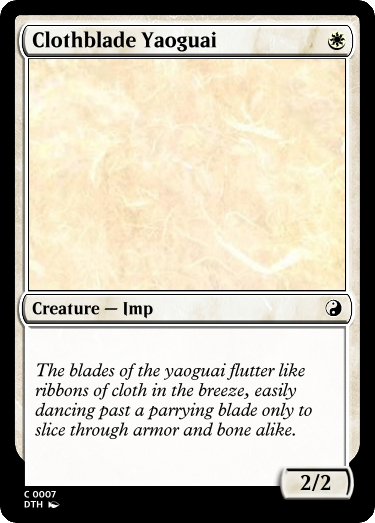 Clothblade Yaoguai
Creature — Imp
The blades of the yaoguai flutter like
ribbons of cloth in the breeze, easily
dancing past a parrying blade only to
slice through armor and bone alike.
2/2
C 0007
DTH